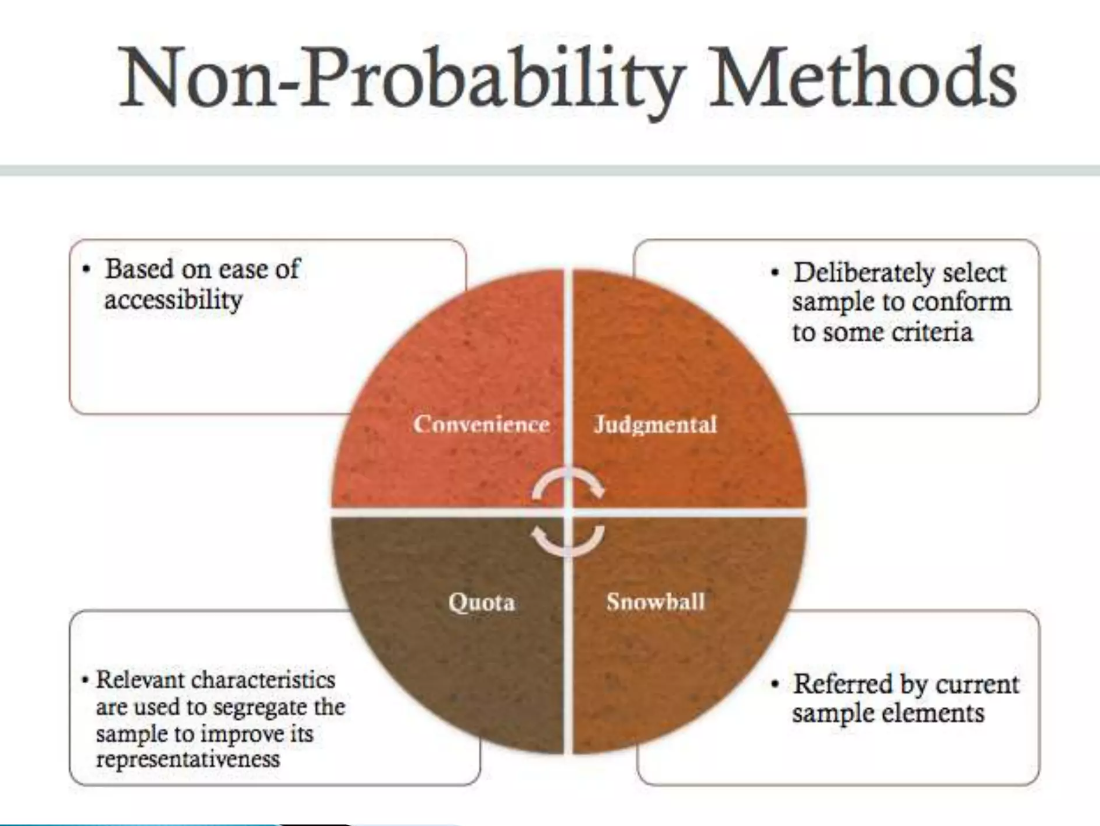 Non-Probability Methods
• Based on ease of
accessibility
• Deliberately select
sample to conform
to some criteria
Convenience
Judgmental
Quota
Snowball
• Relevant characteristics
are used to segregate the
sample to improve its
representativeness
• Referred by current
sample elements